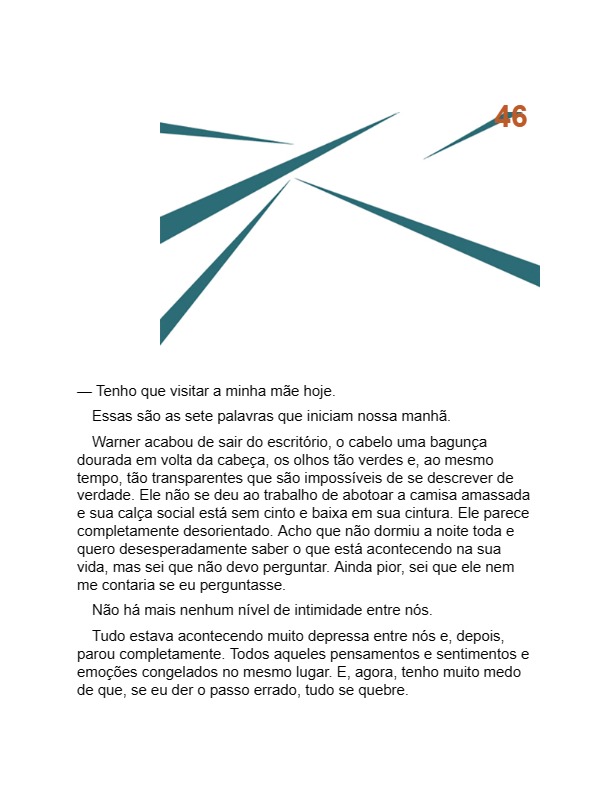 46
— Tenho que visitar a minha mãe hoje.
Essas são as sete palavras que iniciam nossa manhã.
Warner acabou de sair do escritório, o cabelo uma bagunça
dourada em volta da cabeça, os olhos tão verdes e, ao mesmo
tempo, tão transparentes que são impossíveis de se descrever de
verdade. Ele não se deu ao trabalho de abotoar a camisa amassada
e sua calça social está sem cinto e baixa em sua cintura. Ele parece
completamente desorientado. Acho que não dormiu a noite toda e
quero desesperadamente saber o que está acontecendo na sua
vida, mas sei que não devo perguntar. Ainda pior, sei que ele nem
me contaria se eu perguntasse.
Não há mais nenhum nível de intimidade entre nós.
Tudo estava acontecendo muito depressa entre nós e, depois,
parou completamente. Todos aqueles pensamentos e sentimentos e
emoções congelados no mesmo lugar. E, agora, tenho muito medo
de que, se eu der o passo errado, tudo se quebre.